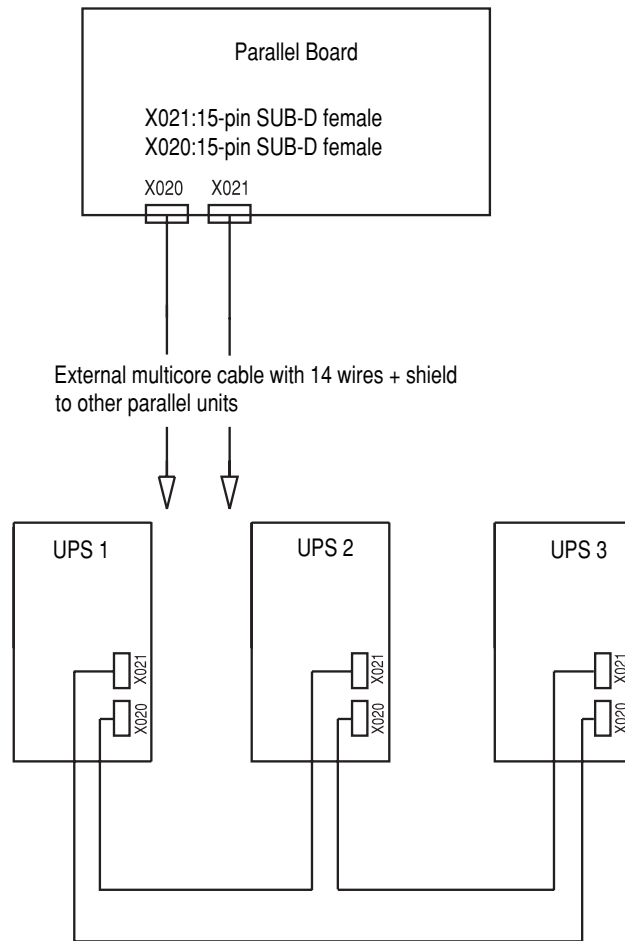 Parallel Board
X021:15-pin SUB-D female
X020:15-pin SUB-D female
X020 X021
External multicore cable with 14 wires + shield
to other parallel units
UPS 1
UPS 2
UPS 3
X021
X020
X021
X020
X021
X020